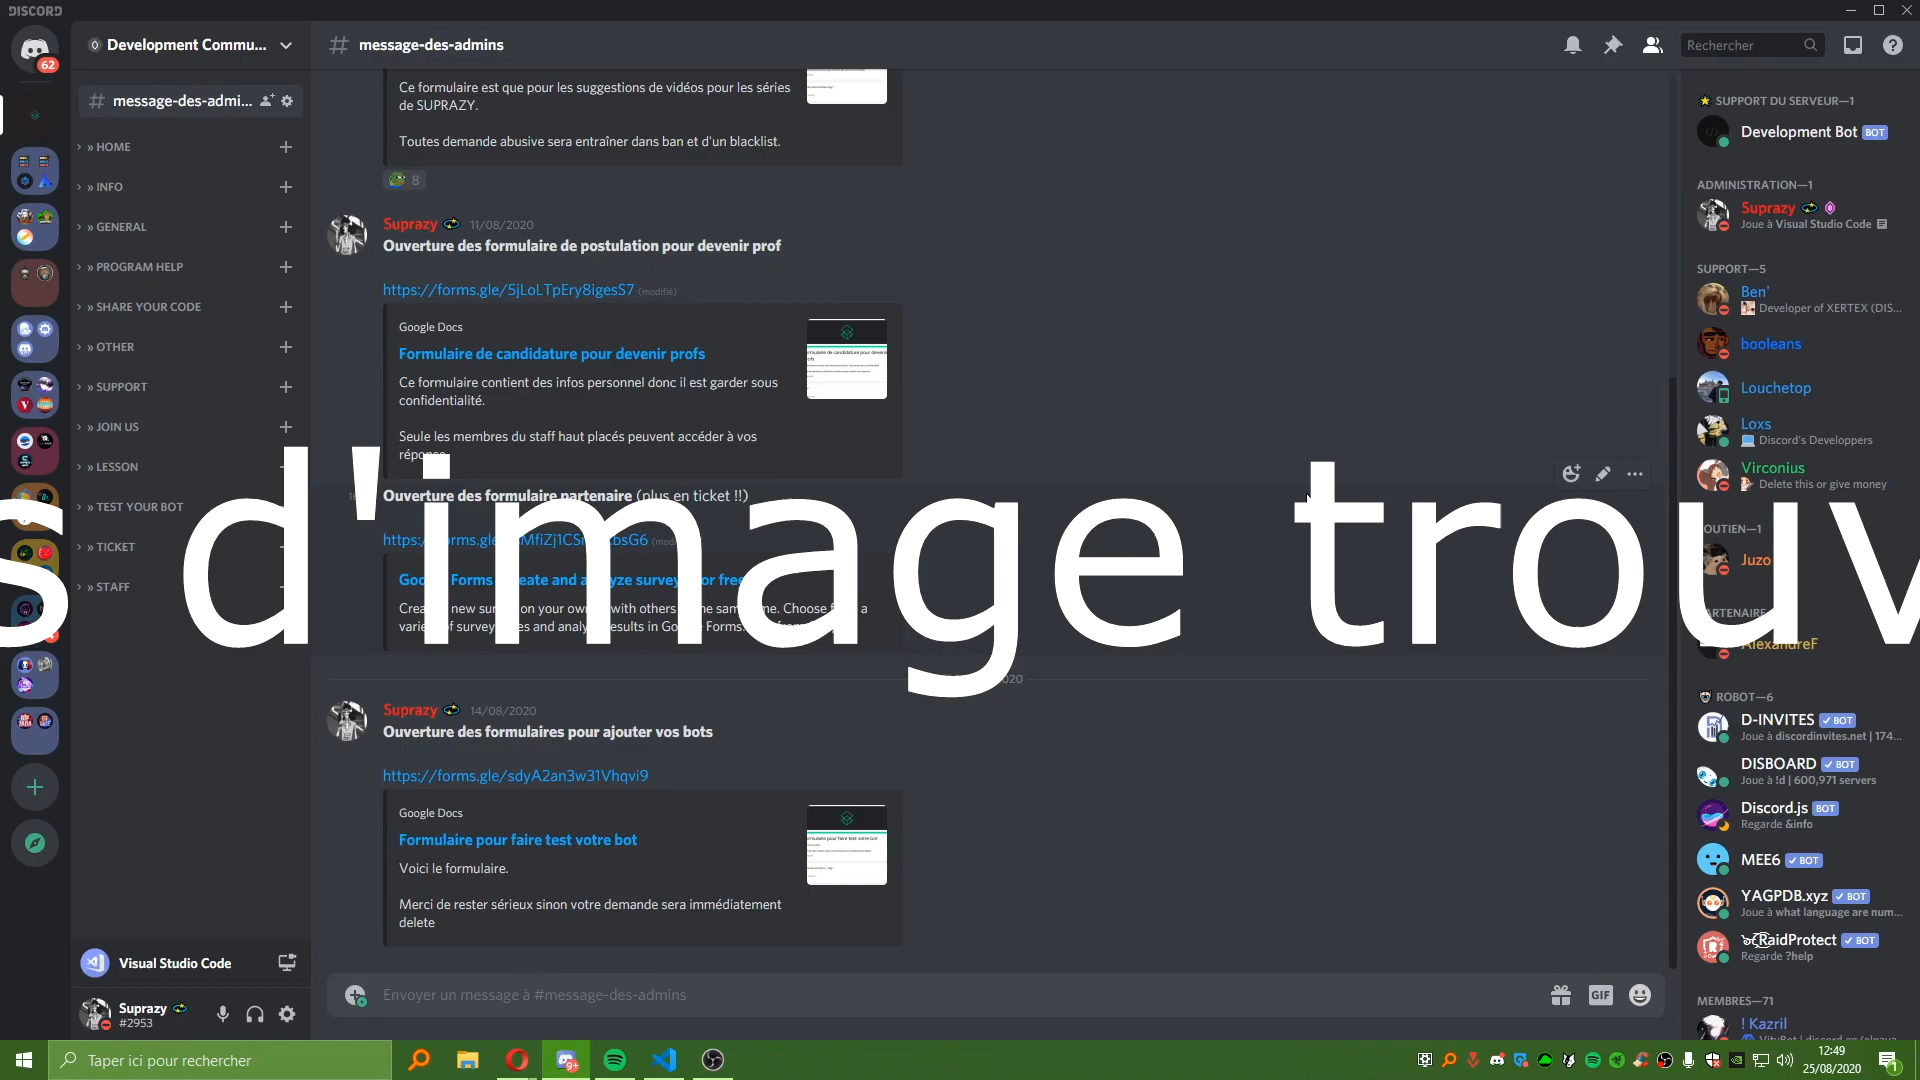 DISCORD
Development Commu...
message-des-admins
Rechercher
62
message-des-admi...
» HOME
» INFO
» GENERAL
» PROGRAM HELP
» SHARE YOUR CODE
» OTHER
» SUPPORT
» JOIN US
» LESSON
» TEST YOUR BOT
» TICKET
» STAFF
Visual Studio Code
Suprazy
#2953
Ce formulaire est que pour les suggestions de vidéos pour les séries
de SUPRAZY.
Toutes demande abusive sera entraîner dans ban et d'un blacklist.
8
Suprazy 11/08/2020
Ouverture des formulaire de postulation pour devenir prof
https://forms.gle/5jLoLTpEry8igesS7 (modifié)
Google Docs
Formulaire de candidature pour devenir profs
Ce formulaire contient des infos personnel donc il est garder sous
confidentialité.
Seule les membres du staff haut placés peuvent accéder à vos
réponse
Ouverture des formulaire partenaire (plus en ticket !!)
s d'image trouv
Suprazy 14/08/2020
Ouverture des formulaires pour ajouter vos bots
https://forms.gle/sdyA2an3w31Vhqvi9
Google Docs
Formulaire pour faire test votre bot
Voici le formulaire.
Merci de rester sérieux sinon votre demande sera immédiatement
delete
Envoyer un message à #message-des-admins
GIF
SUPPORT DU SERVEUR—1
Development Bot BOT
ADMINISTRATION—1
Suprazy
Joue à Visual Studio Code
SUPPORT—5
Ben'
Developer of XERTEX (DIS...
booleans
Louchetop
Loxs
Discord's Developpers
Virconius
Delete this or give money
OUTIEN—1
Juzo
ARTENAIRE
AlexandreF
ROBOT—6
D-INVITES BOT
Joue à discordinvites.net | 174...
DISBOARD BOT
Joue à !d | 600,971 servers
Discord.js BOT
Regarde &info
MEE6 BOT
YAGPDB.xyz BOT
Joue à what language are num...
RaidProtect BOT
Regarde ?help
MEMBRES—71
! Kazril
Taper ici pour rechercher
9+
12:49
25/08/2020
1